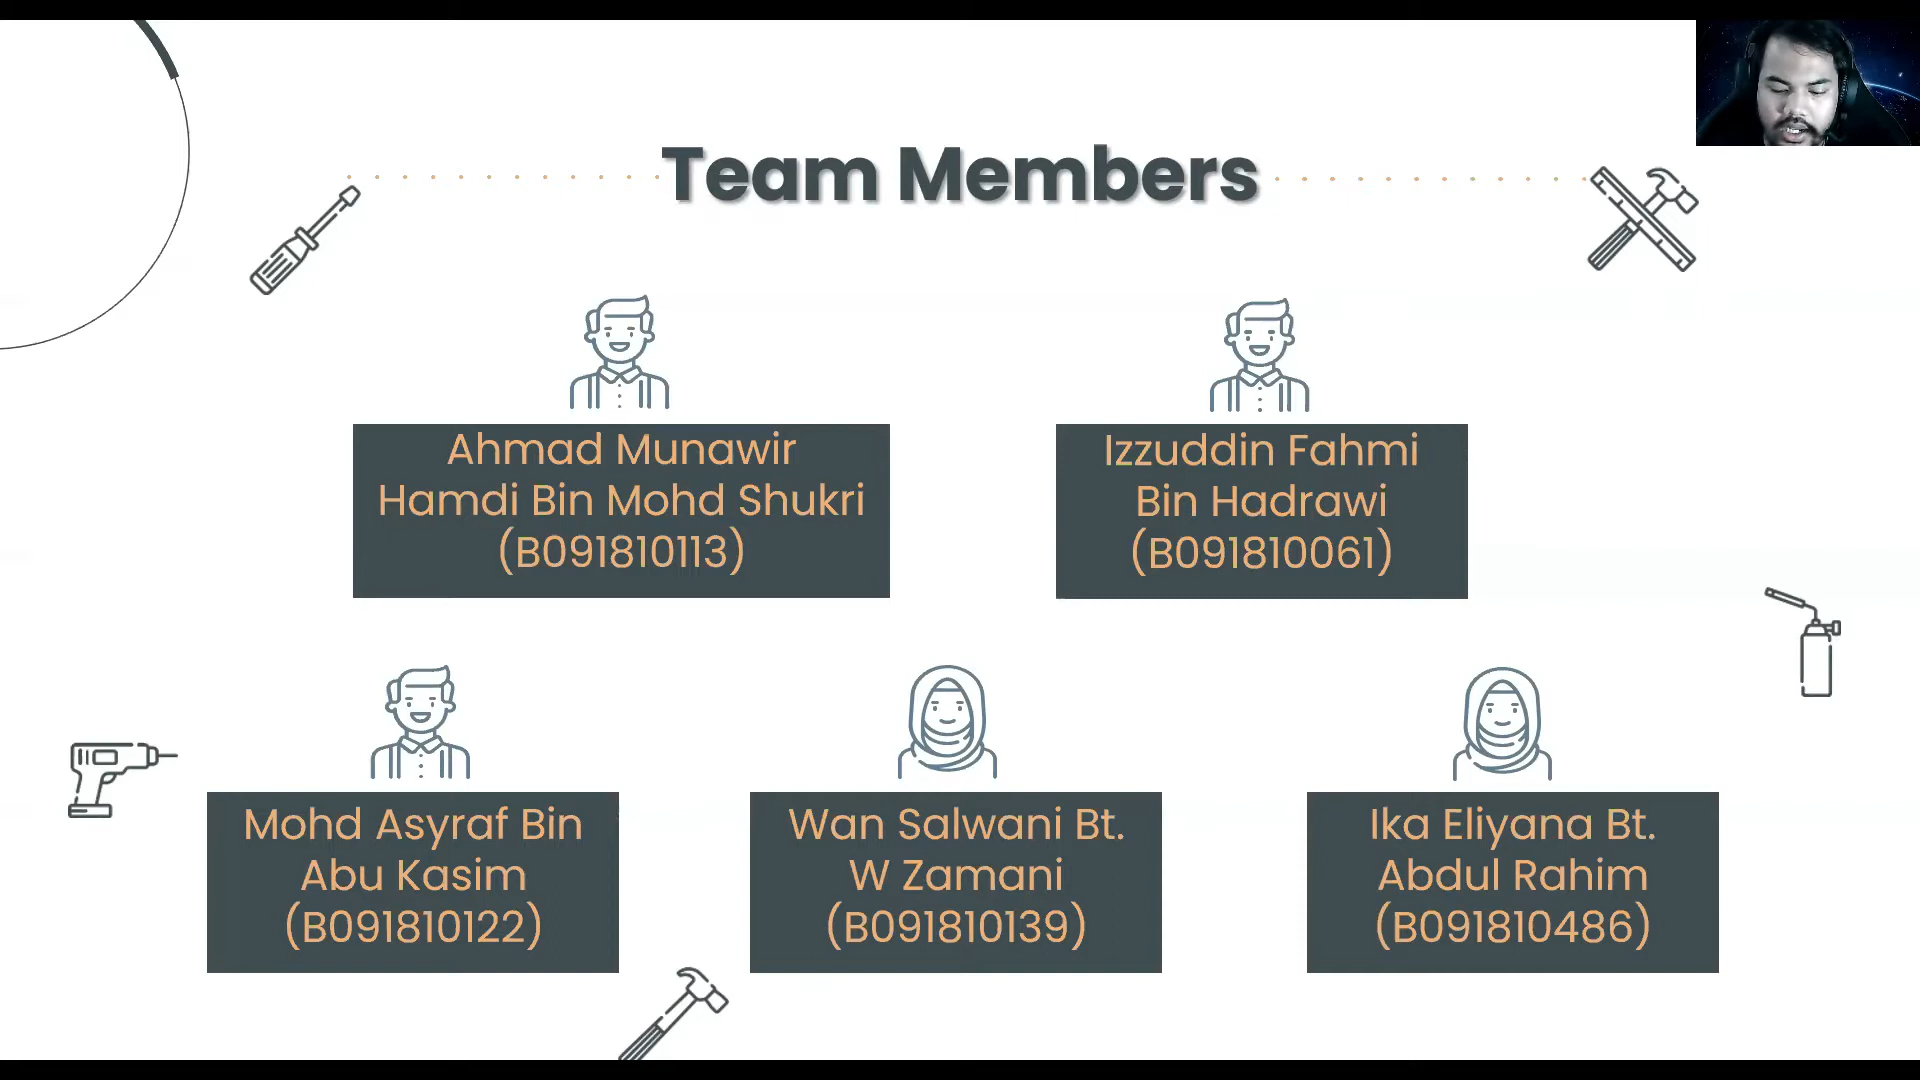 Team Members
Ahmad Munawir
Hamdi Bin Mohd Shukri
(B091810113)
Izzuddin Fahmi
Bin Hadrawi
(B091810061)
Mohd Asyraf Bin
Abu Kasim
(B091810122)
Wan Salwani Bt.
W Zamani
(B091810139)
Ika Eliyana Bt.
Abdul Rahim
(B091810486)